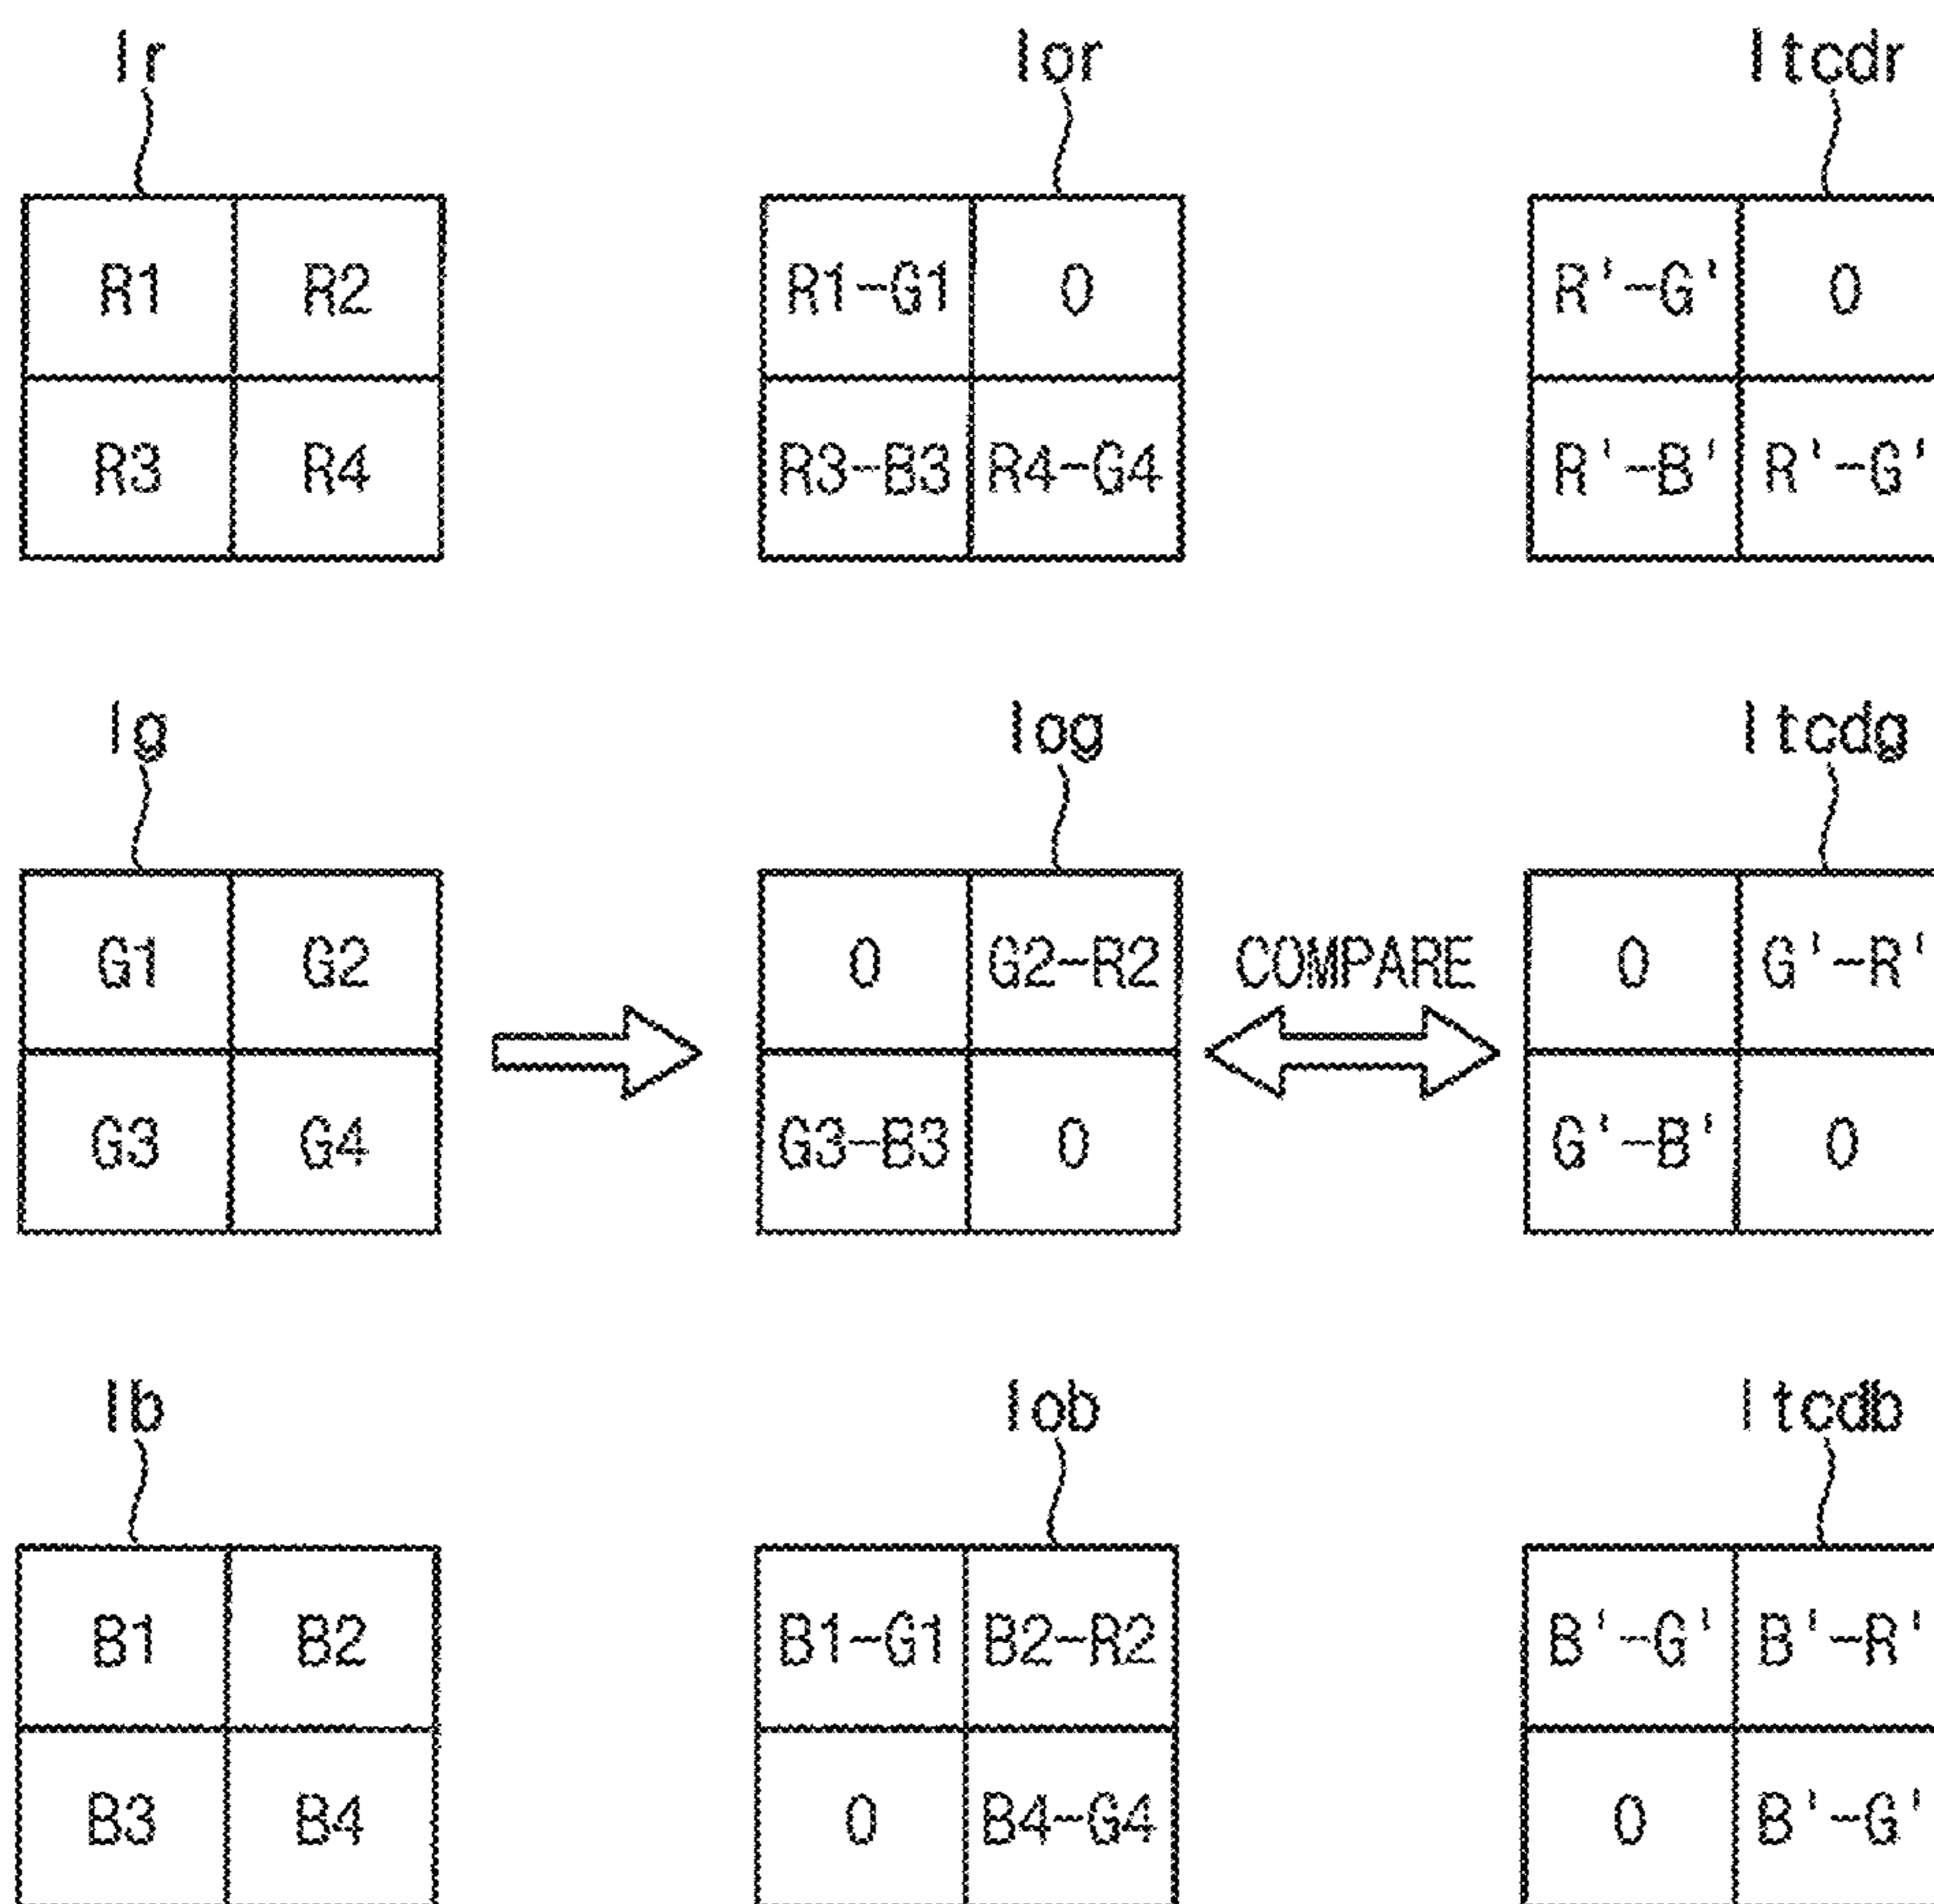 Ir Ior Itcdr
R1 R2 R1-G1 0 R'-G' 0
R3 R4 R3-B3 R4-G4 R'-B' R'-G'
Ig Iog Itcdg
G1 G2 0 G2-R2 COMPARE 0 G'-R'
G3 G4 G3-B3 0 G'-B' 0
Ib Iob Itcdb
B1 B2 B1-G1 B2-R2 B'-G' B'-R'
B3 B4 0 B4-G4 0 B'-G'